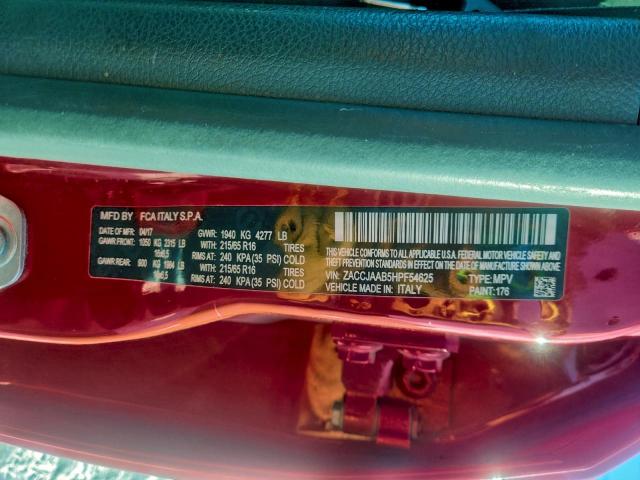 MFD BY FCA ITALY S.P.A.
DATE OF MFR: 04/17 GVWR: 1940 KG 4277 LB
GAWR FRONT: 1050 KG 2315 LB WITH 215/65 R16 TIRES
RIMS AT: 240 KPA (35 PSI) COLD
GAWR REAR: 900 KG 1984 LB WITH 215/65 R16 TIRES
RIMS AT: 240 KPA (35 PSI) COLD
THIS VEHICLE CONFORMS TO ALL APPLICABLE U.S.A. FEDERAL MOTOR VEHICLE SAFETY AND
THEFT PREVENTION STANDARDS IN EFFECT ON THE DATE OF MANUFACTURE SHOWN ABOVE.
VIN: ZACCJAAB5HPF54625 TYPE: MPV
VEHICLE MADE IN: ITALY PAINT: 176